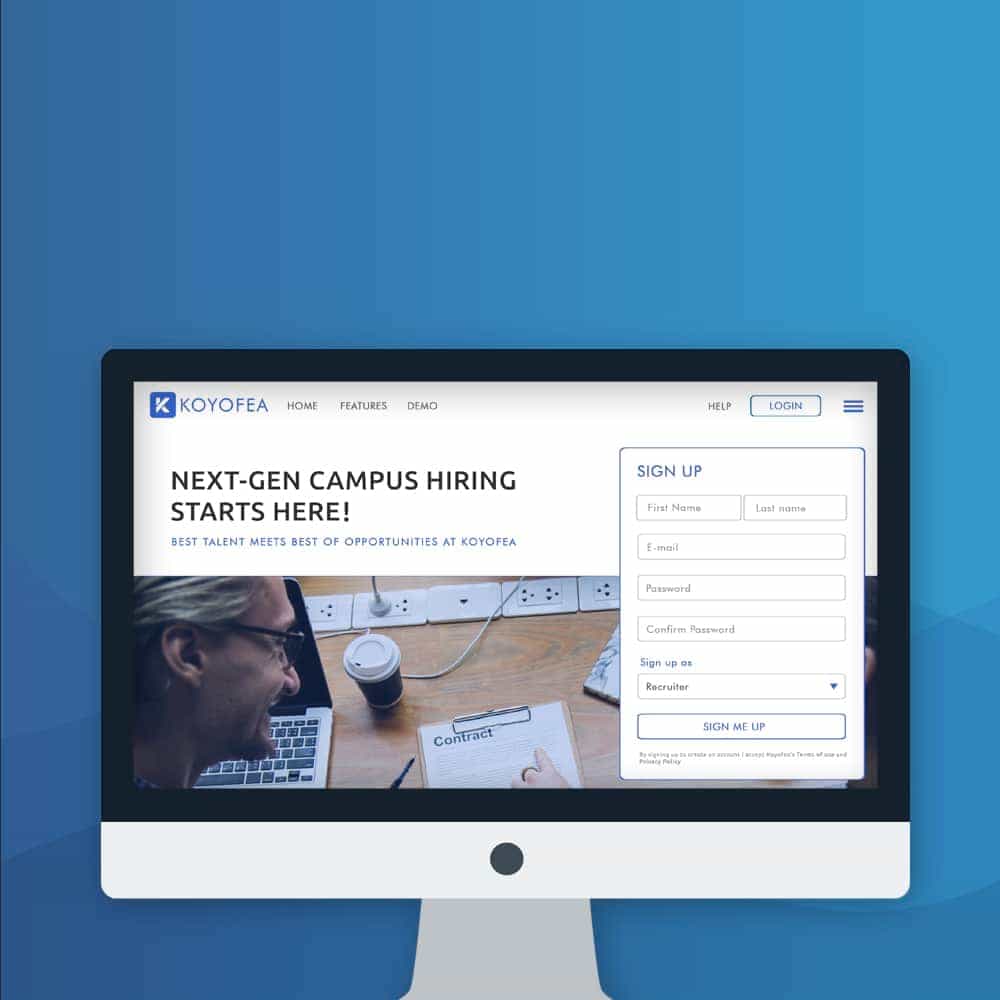 KOYOFEA
HOME FEATURES DEMO
HELP LOGIN
NEXT-GEN CAMPUS HIRING
STARTS HERE!
BEST TALENT MEETS BEST OF OPPORTUNITIES AT KOYOFEA
SIGN UP
First Name Last name
E-mail
Password
Confirm Password
Sign up as
Recruiter
SIGN ME UP
By signing up to create an account I accept Koyofea's Terms of use and
Privacy Policy
Contract